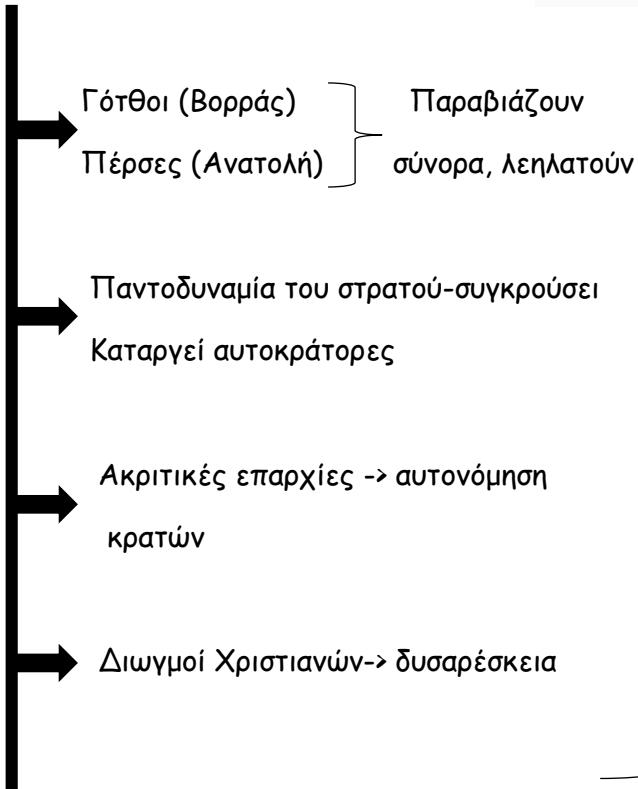 Γότθοι (Βορράς) Παραβιάζουν
Πέρσες (Ανατολή) σύνορα, λεηλατούν
Παντοδυναμία του στρατού-συγκρούσει
Καταργεί αυτοκράτορες
Ακριτικές επαρχίες -> αυτονόμηση
κρατών
Διωγμοί Χριστιανών-> δυσαρέσκεια